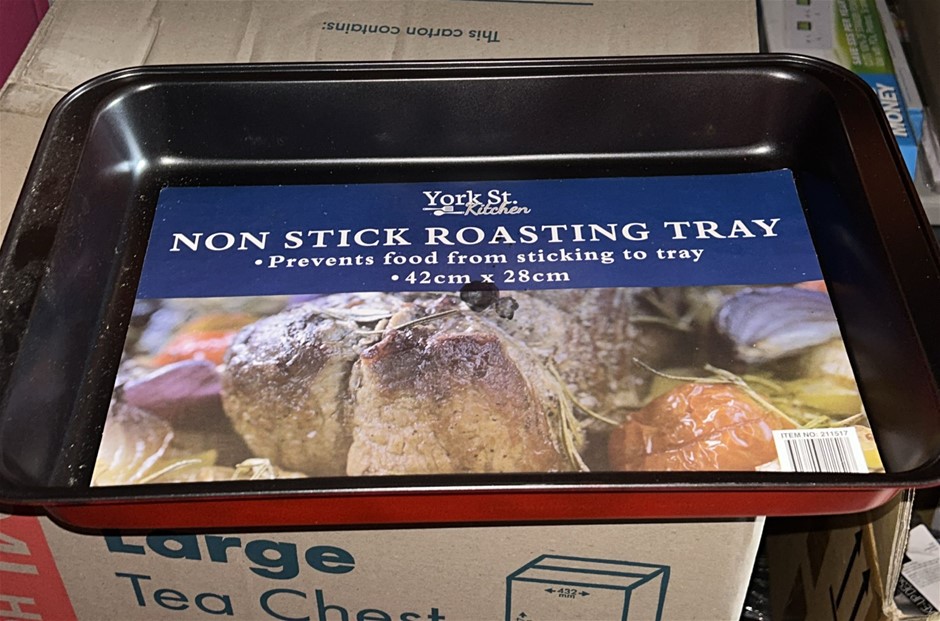 This carton contains:
MONEY
York St.
Kitchen
NON STICK ROASTING TRAY
•Prevents food from sticking to tray
•42cm x 28cm
ITEM NO: 211517
Large
Tea Chest
432
mm